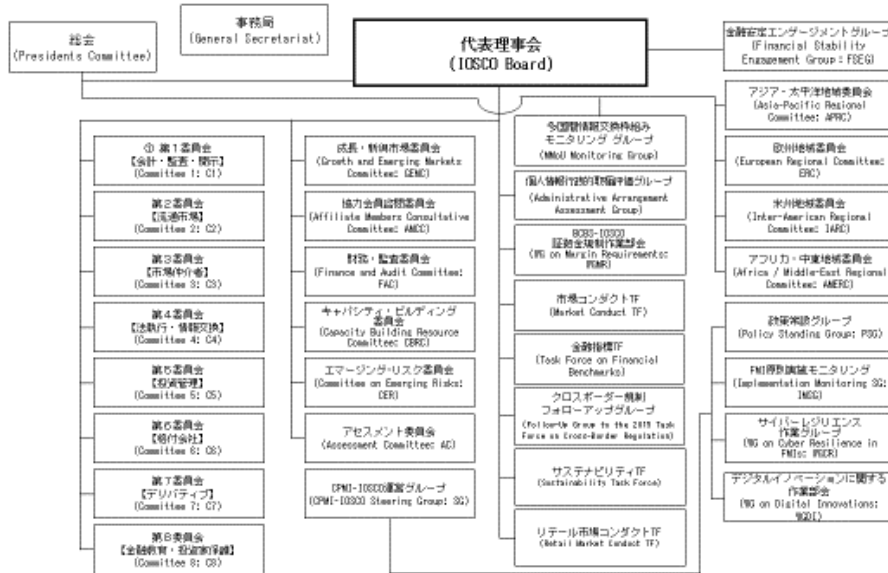 総会
(Presidents Committee)
事務局
(General Secretariat)
代表理事会
(IOSCO Board)
金融安定エンゲージメントグループ
(Financial Stability
Engagement Group: FSEG)
① 第1委員会
【会計・監査・開示】
(Committee 1: C1)
第2委員会
【流通市場】
(Committee 2: C2)
第3委員会
【市場仲介者】
(Committee 3: C3)
第4委員会
【法執行・情報交換】
(Committee 4: C4)
第5委員会
【投資管理】
(Committee 5: C5)
第6委員会
【格付会社】
(Committee 6: C6)
第7委員会
【デリバティブ】
(Committee 7: C7)
第8委員会
【金融教育・投資家保護】
(Committee 8: C8)
成長・新興市場委員会
(Growth and Emerging Markets
Committee: GEMC)
協力会員諮問委員会
(Affiliate Members Consultative
Committee: AMCC)
財務・監査委員会
(Finance and Audit Committee:
FAC)
キャパシティ・ビルディング
委員会
(Capacity Building Resource
Committee: CBRC)
エマージング・リスク委員会
(Committee on Emerging Risks:
CER)
アセスメント委員会
(Assessment Committee: AC)
CPMI-IOSCO運営グループ
(CPMI-IOSCO Steering Group: SG)
多国間情報交換枠組み
モニタリング グループ
(MMoU Monitoring Group)
個人情報行政的取極評価グループ
(Administrative Arrangement
Assessment Group)
BCBS-IOSCO
証拠金規制作業部会
(WG on Margin Requirements:
WGMR)
市場コンダクトTF
(Market Conduct TF)
金融指標TF
(Task Force on Financial
Benchmarks)
クロスボーダー規制
フォローアップグループ
(Follow-Up Group to the 2015 Task
Force on Cross-Border Regulation)
サステナビリティTF
(Sustainability Task Force)
リテール市場コンダクトTF
(Retail Market Conduct TF)
アジア・太平洋地域委員会
(Asia-Pacific Regional
Committee: APRC)
欧州地域委員会
(European Regional Committee:
ERC)
米州地域委員会
(Inter-American Regional
Committee: IARC)
アフリカ・中東地域委員会
(Africa / Middle-East Regional
Committee: AMERC)
政策常設グループ
(Policy Standing Group: PSG)
FMI原則実施モニタリング
(Implementation Monitoring SG:
IMSG)
サイバーレジリエンス
作業グループ
(WG on Cyber Resilience in
FMIs: WGCR)
デジタルイノベーションに関する
作業部会
(WG on Digital Innovations:
WGDI)